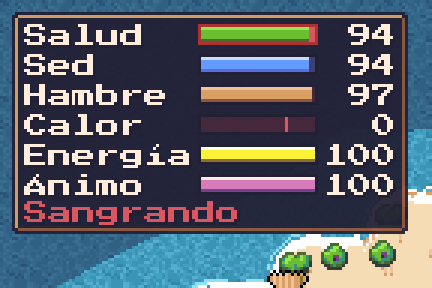 Salud 94
Sed 94
Hambre 97
Calor 0
Energía 100
Ánimo 100
Sangrando